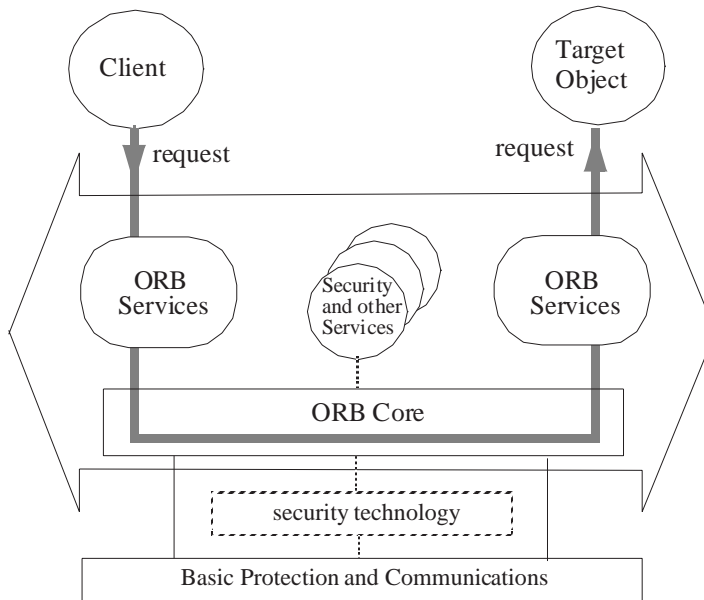 Client
Target
Object
request
request
ORB
Services
Security
and other
Services
ORB
Services
ORB Core
security technology
Basic Protection and Communications